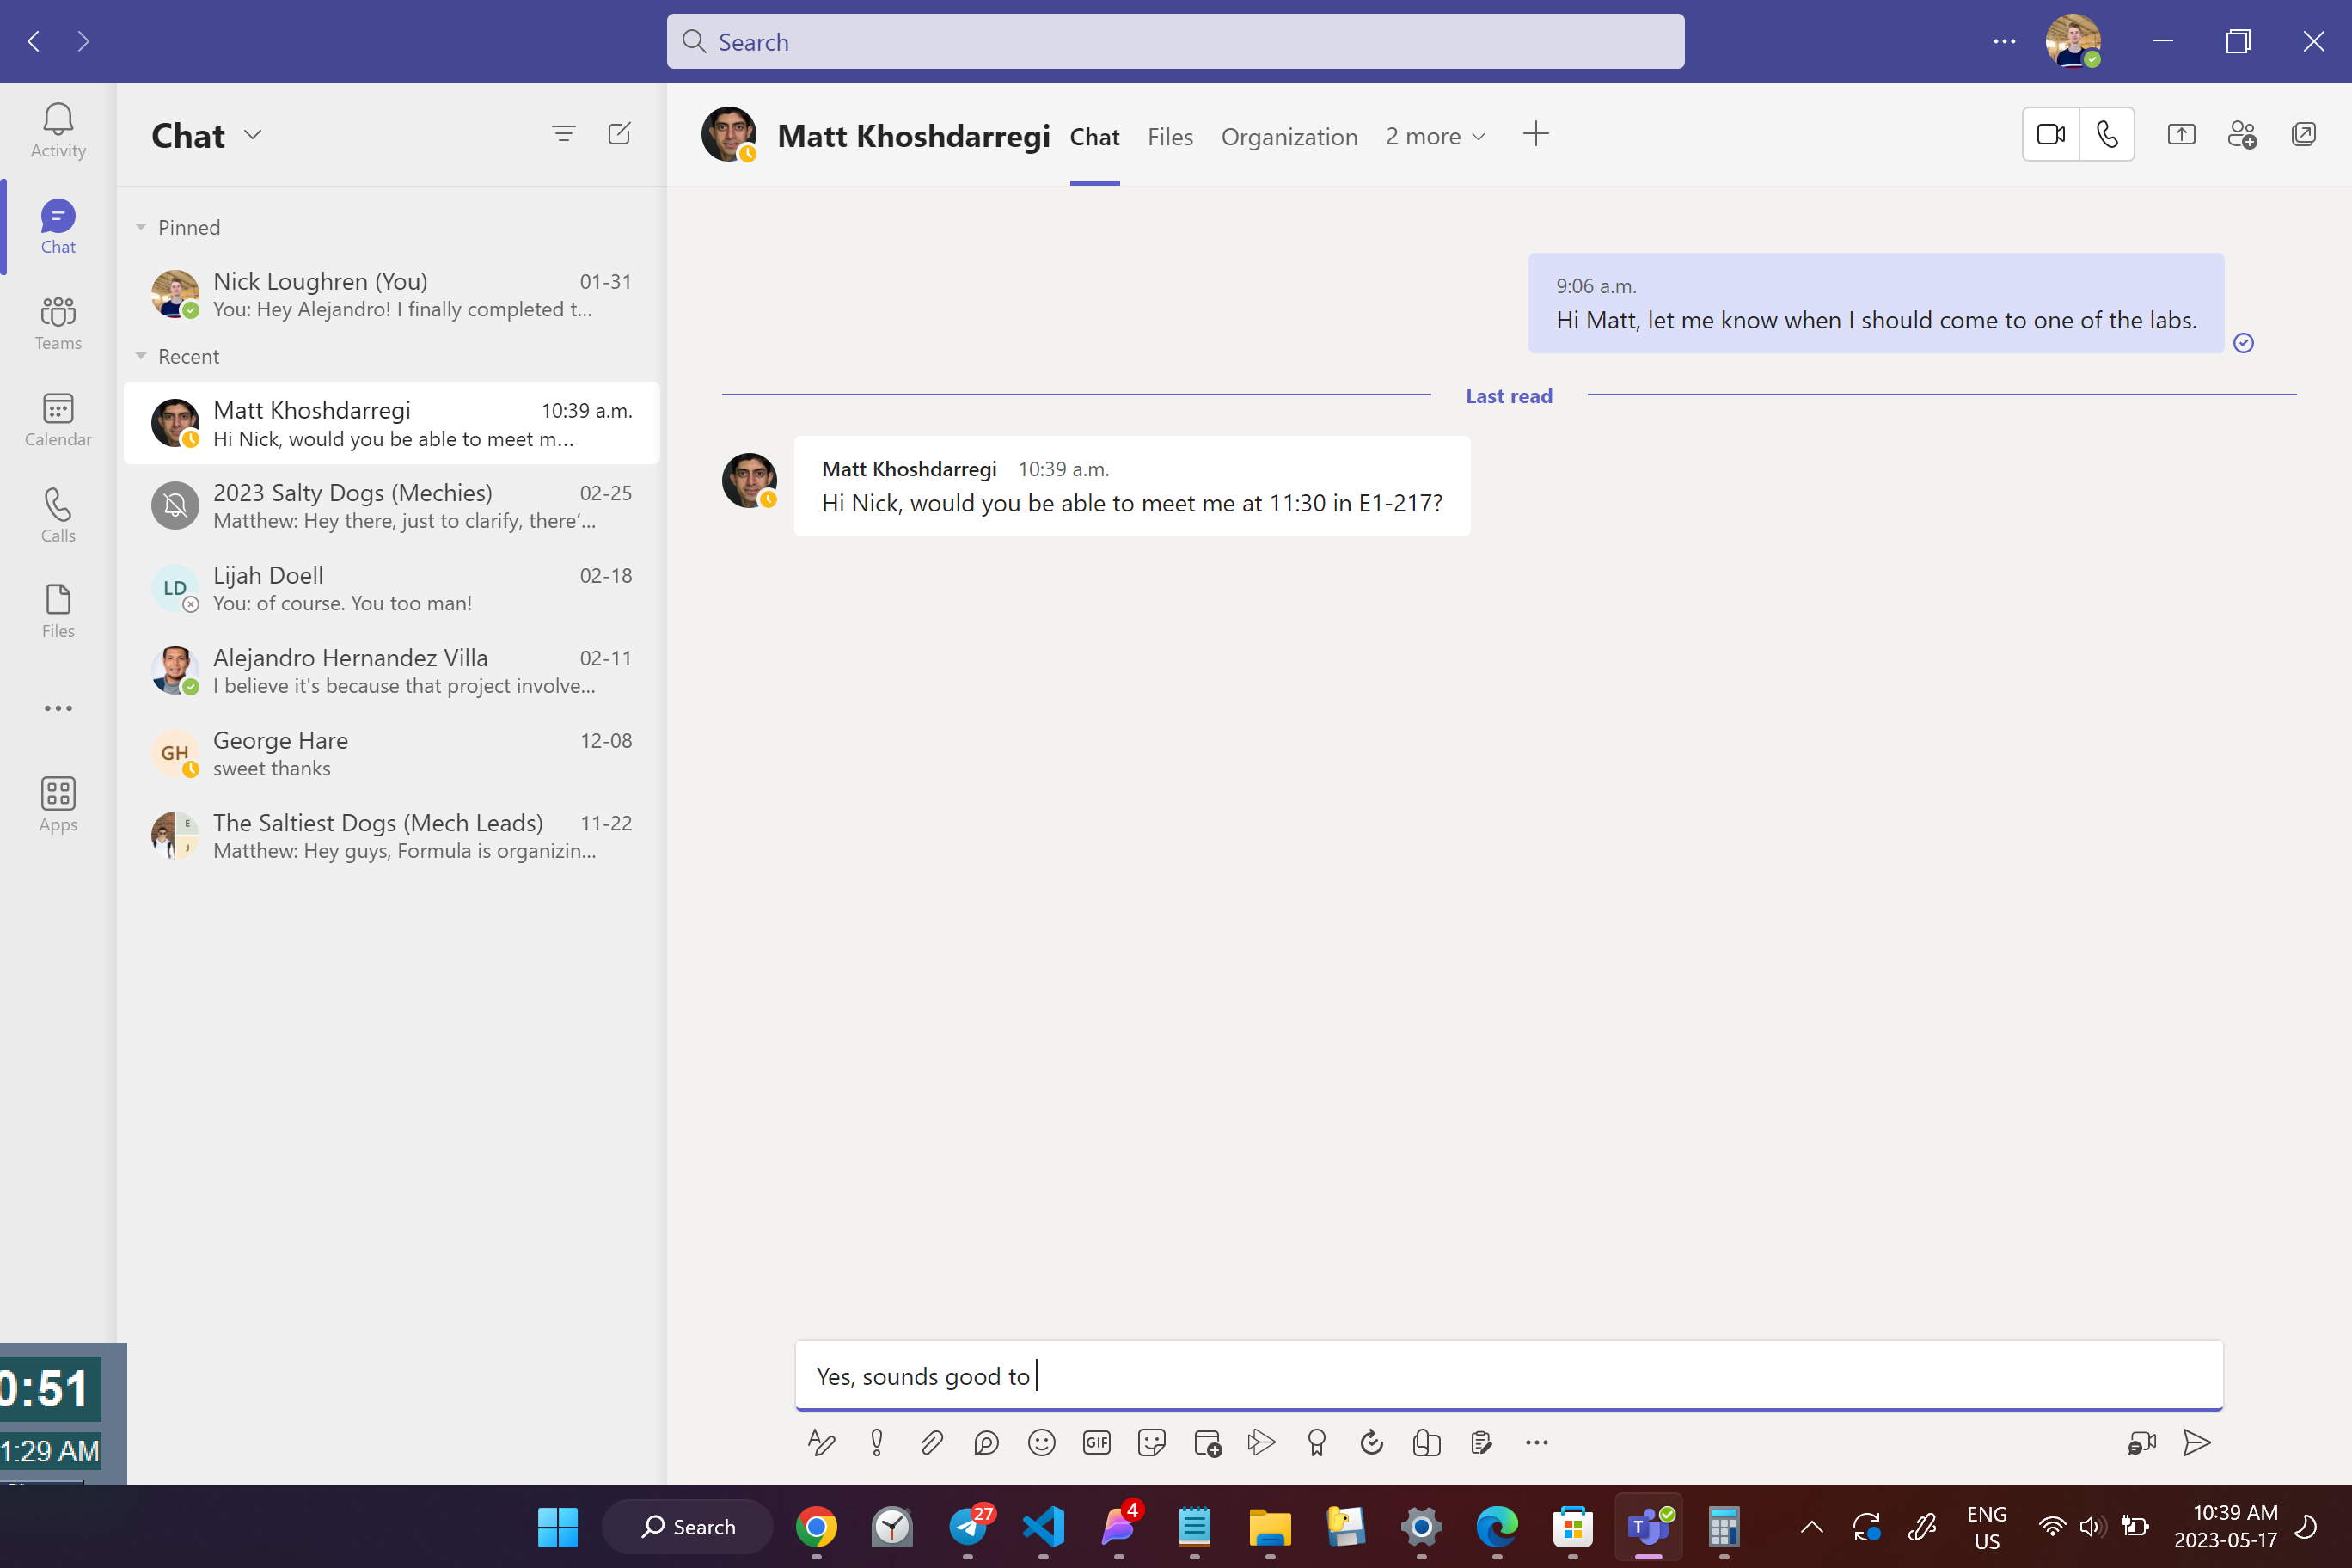 Search
Activity
Chat
Teams
Calendar
Calls
Files
Apps
Chat
Pinned
Nick Loughren (You) 01-31
You: Hey Alejandro! I finally completed t...
Recent
Matt Khoshdarregi 10:39 a.m.
Hi Nick, would you be able to meet m...
2023 Salty Dogs (Mechies) 02-25
Matthew: Hey there, just to clarify, there’...
LD
Lijah Doell 02-18
You: of course. You too man!
Alejandro Hernandez Villa 02-11
I believe it's because that project involve...
GH
George Hare 12-08
sweet thanks
E
J
The Saltiest Dogs (Mech Leads) 11-22
Matthew: Hey guys, Formula is organizin...
Matt Khoshdarregi Chat Files Organization 2 more
9:06 a.m.
Hi Matt, let me know when I should come to one of the labs.
Last read
Matt Khoshdarregi 10:39 a.m.
Hi Nick, would you be able to meet me at 11:30 in E1-217?
Yes, sounds good to
GIF
0:51
1:29 AM
Search
27
4
T
ENG
US
10:39 AM
2023-05-17